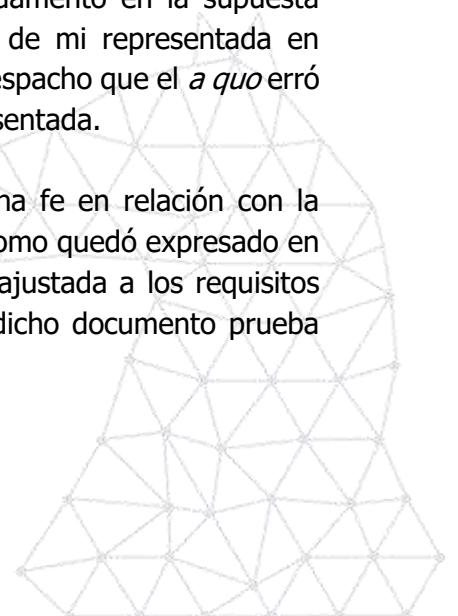 damento en la supuesta
de mi representada en
espacho que el a quo erró
sentada.
na fe en relación con la
omo quedó expresado en
ajustada a los requisitos
dicho documento prueba